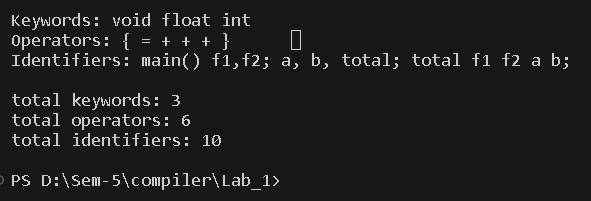 Keywords: void float int
Operators: { = + + + }
Identifiers: main() f1,f2; a, b, total; total f1 f2 a b;
total keywords: 3
total operators: 6
total identifiers: 10
PS D:\Sem-5\compiler\Lab_1>